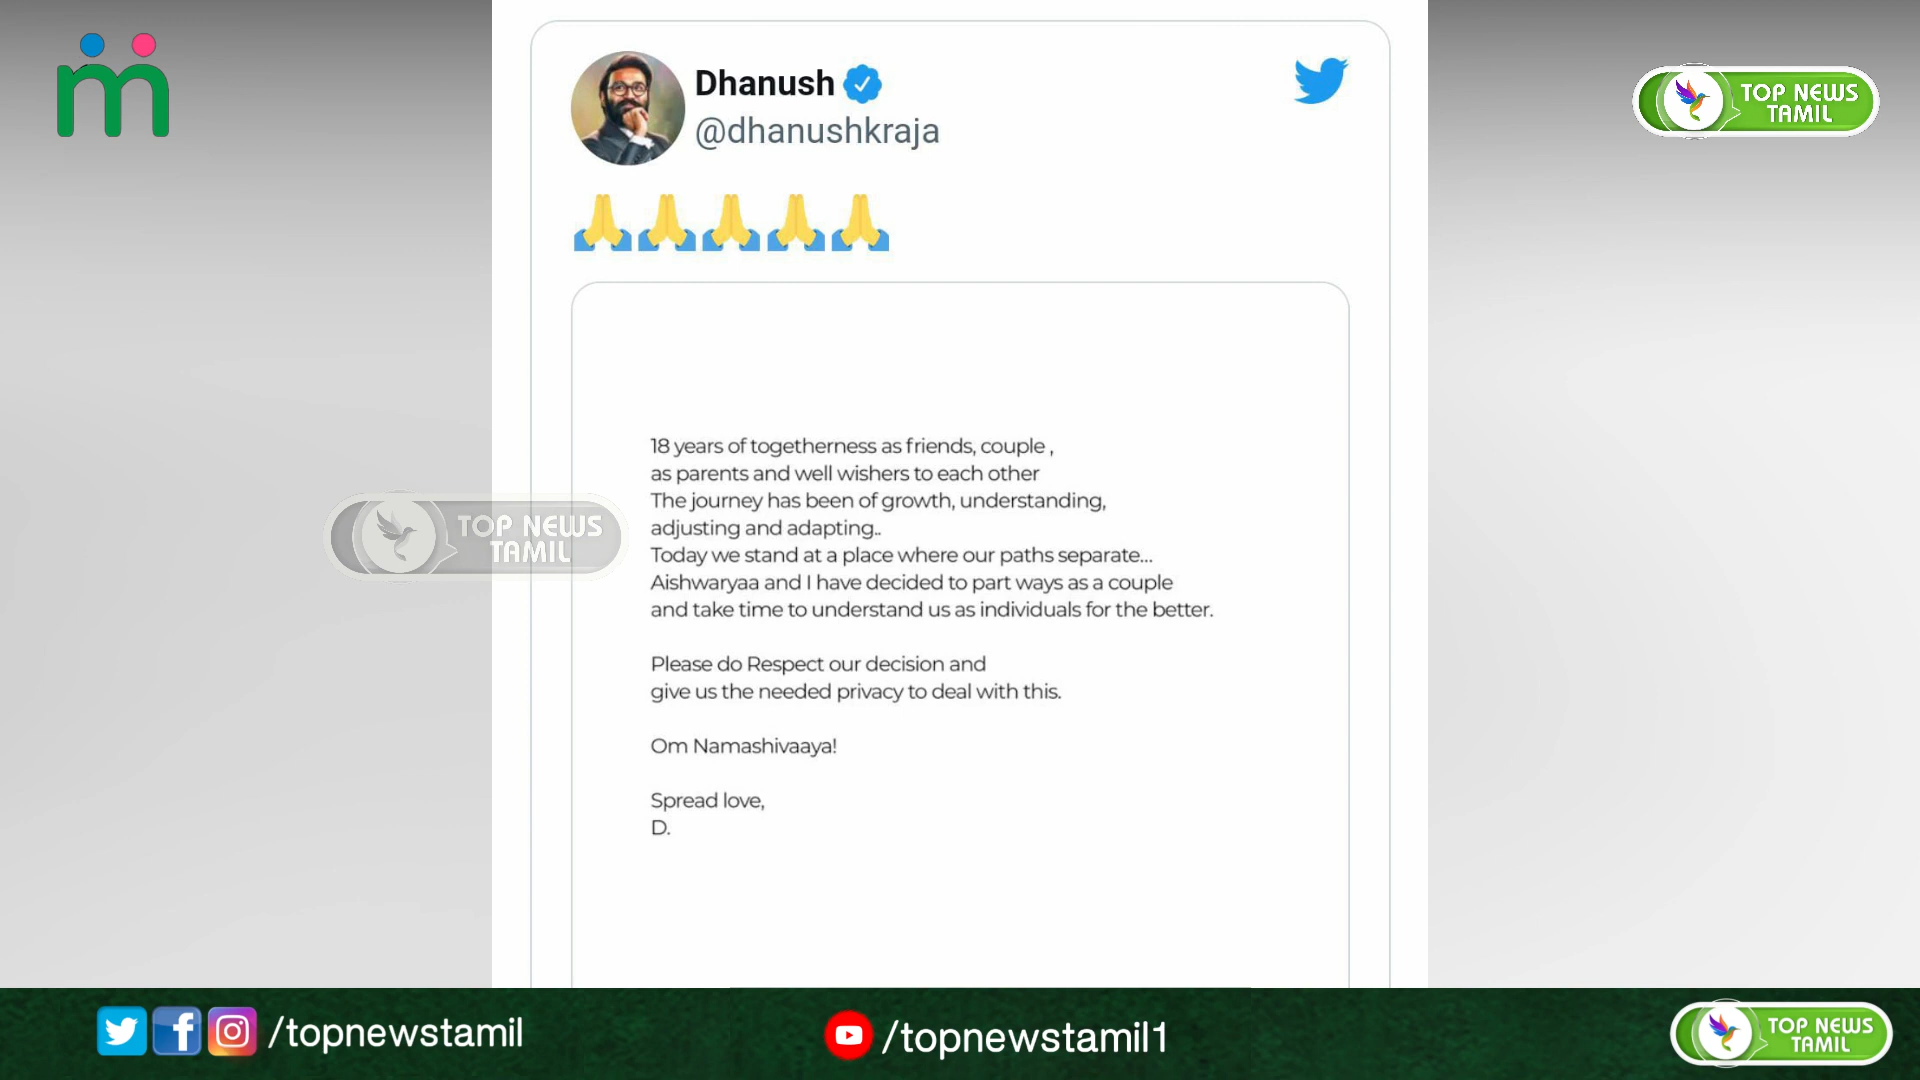 Dhanush
@dhanushkraja
🙏🙏🙏🙏🙏
TOP NEWS
TAMIL
18 years of togetherness as friends, couple ,
as parents and well wishers to each other
The journey has been of growth, understanding,
adjusting and adapting..
Today we stand at a place where our paths separate...
Aishwaryaa and I have decided to part ways as a couple
and take time to understand us as individuals for the better.
Please do Respect our decision and
give us the needed privacy to deal with this.
Om Namashivaaya!
Spread love,
D.
TOP NEWS
TAMIL
/topnewstamil
/topnewstamil1
TOP NEWS
TAMIL